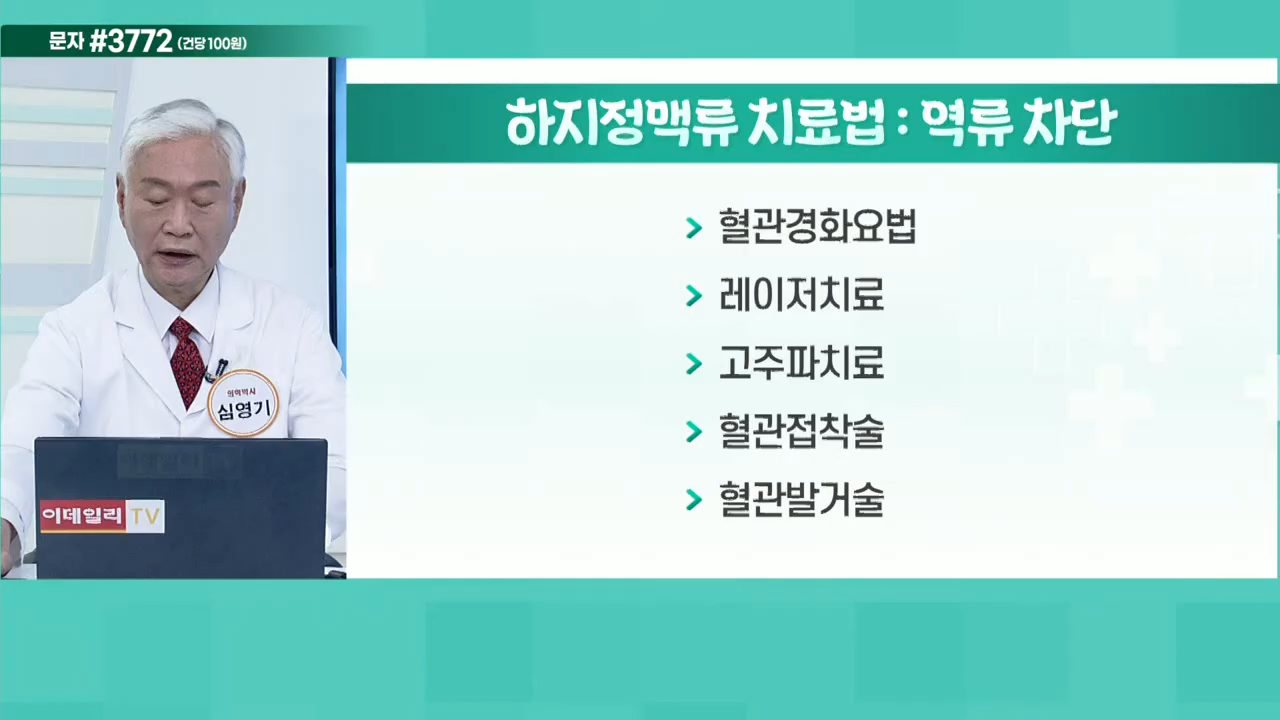 문자 #3772 (건당 100원)
하지정맥류 치료법 : 역류 차단
> 혈관경화요법
> 레이저치료
> 고주파치료
> 혈관접착술
> 혈관발거술
의학박사
심영기
이데일리 TV